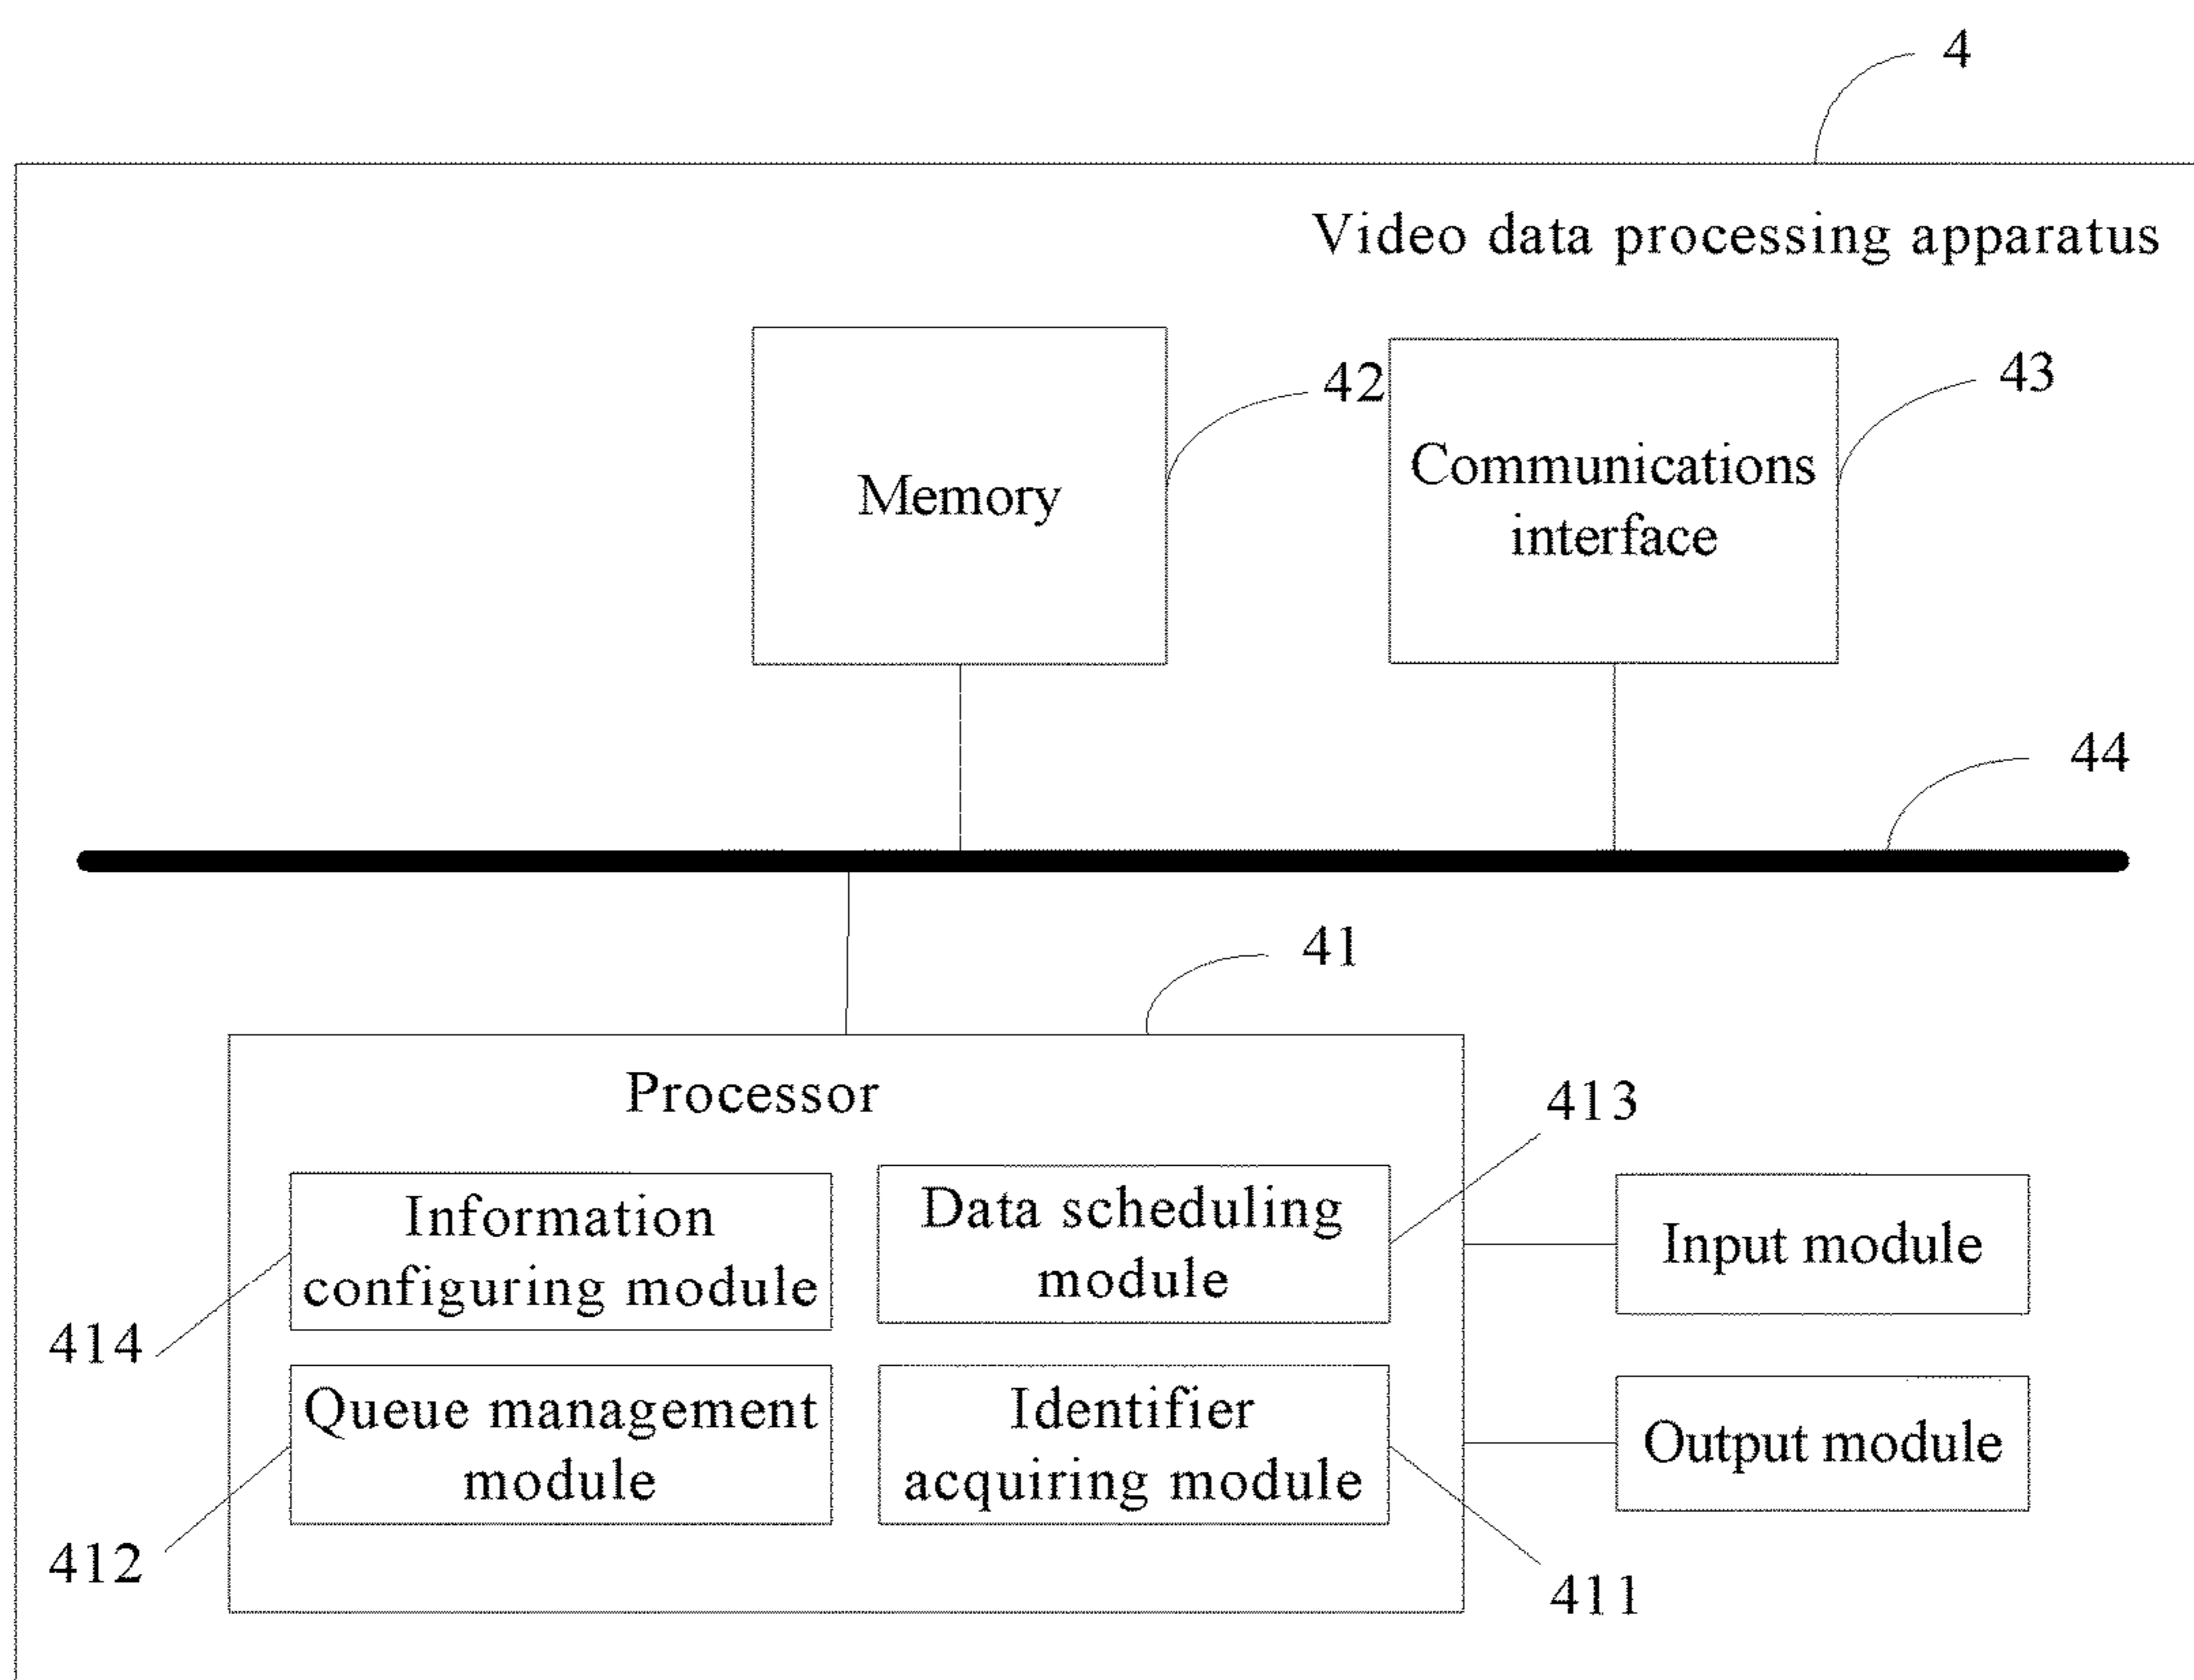 4
Video data processing apparatus
42
43
Memory
Communications
interface
44
41
Processor
413
Information
configuring module
Data scheduling
module
Input module
414
Queue management
module
Identifier
acquiring module
Output module
412
411